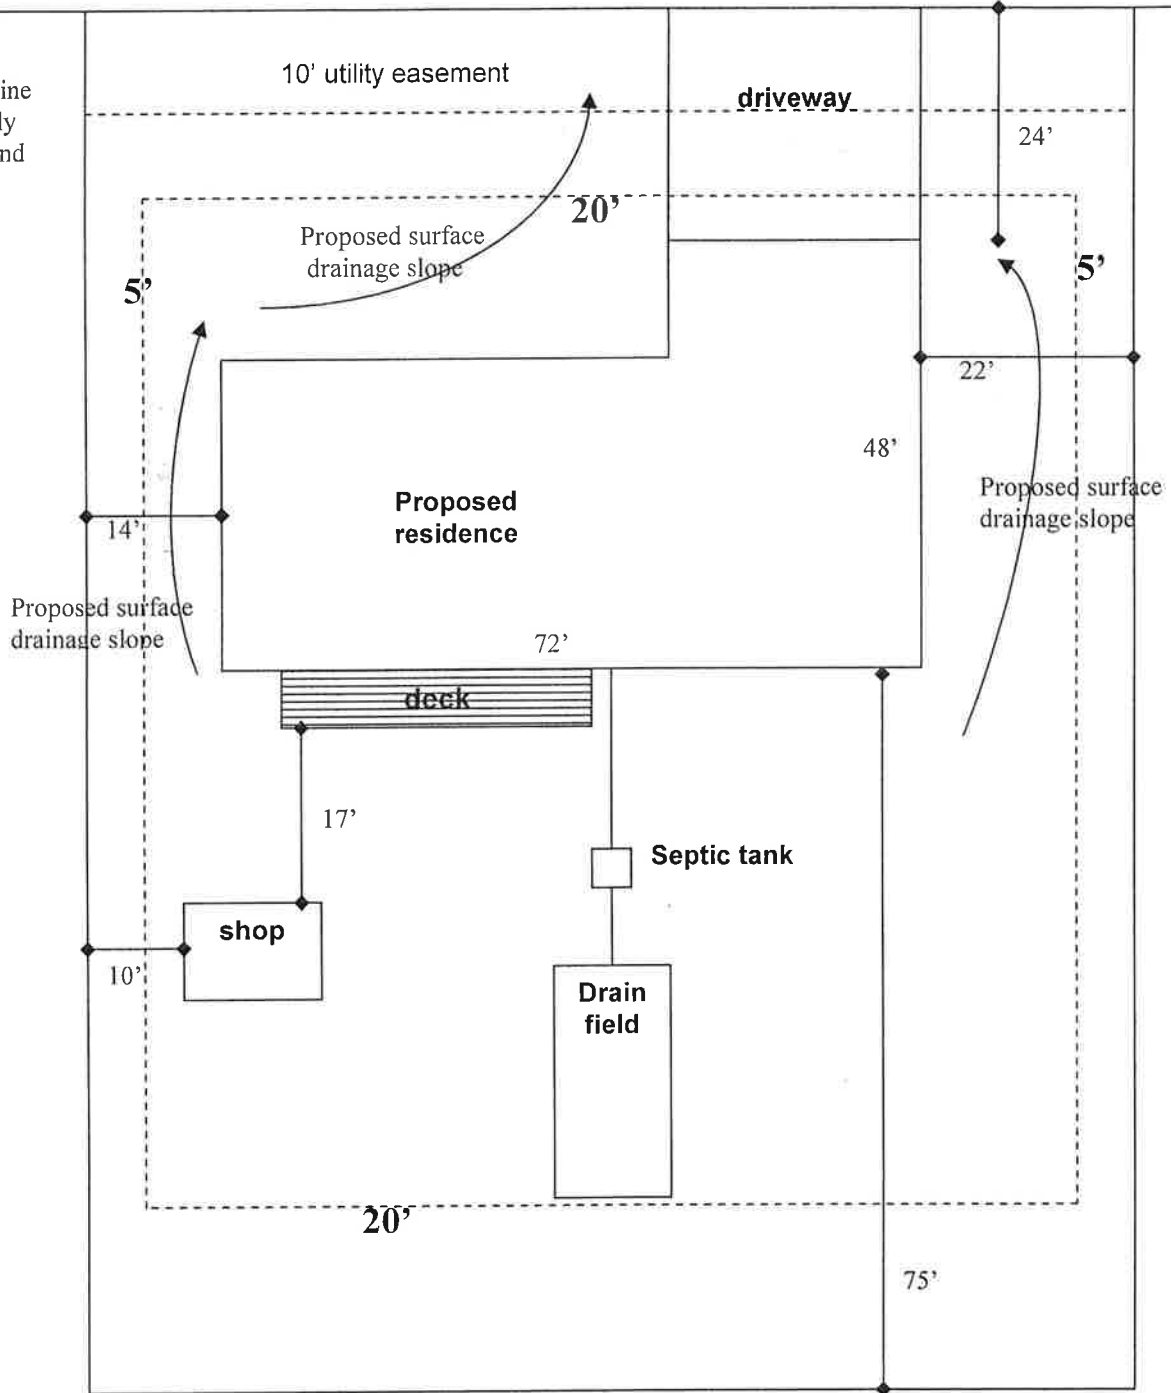 10’ utility easement
ine
ly
nd
driveway
24’
20’
Proposed surface
drainage slope
5’
5’
22’
48’
Proposed
residence
Proposed surface
drainage slope
14’
Proposed surface
drainage slope
72’
deck
17’
Septic tank
shop
10’
Drain
field
20’
75’